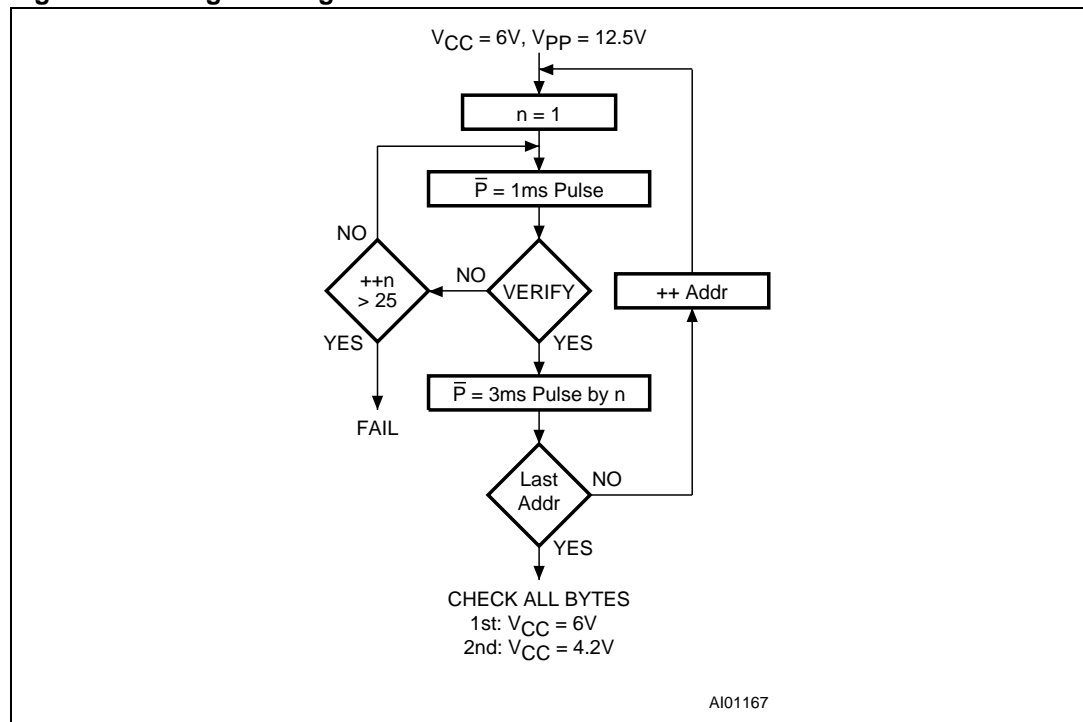 VCC = 6V, VPP = 12.5V
n = 1
P̅ = 1ms Pulse
NO
++n
> 25
NO
VERIFY
++ Addr
YES
YES
P̅ = 3ms Pulse by n
FAIL
Last
Addr
NO
YES
CHECK ALL BYTES
1st: VCC = 6V
2nd: VCC = 4.2V
AI01167